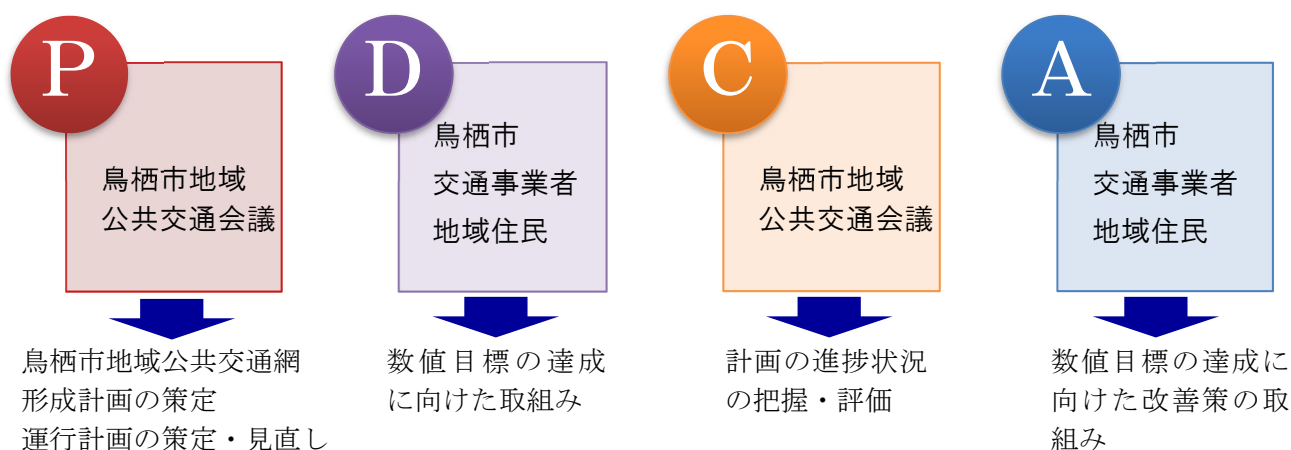 P
鳥栖市地域
公共交通会議
鳥栖市地域公共交通網
形成計画の策定
運行計画の策定・見直し
D
鳥栖市
交通事業者
地域住民
数値目標の達成
に向けた取組み
C
鳥栖市地域
公共交通会議
計画の進捗状況
の把握・評価
A
鳥栖市
交通事業者
地域住民
数値目標の達成に
向けた改善策の取
組み